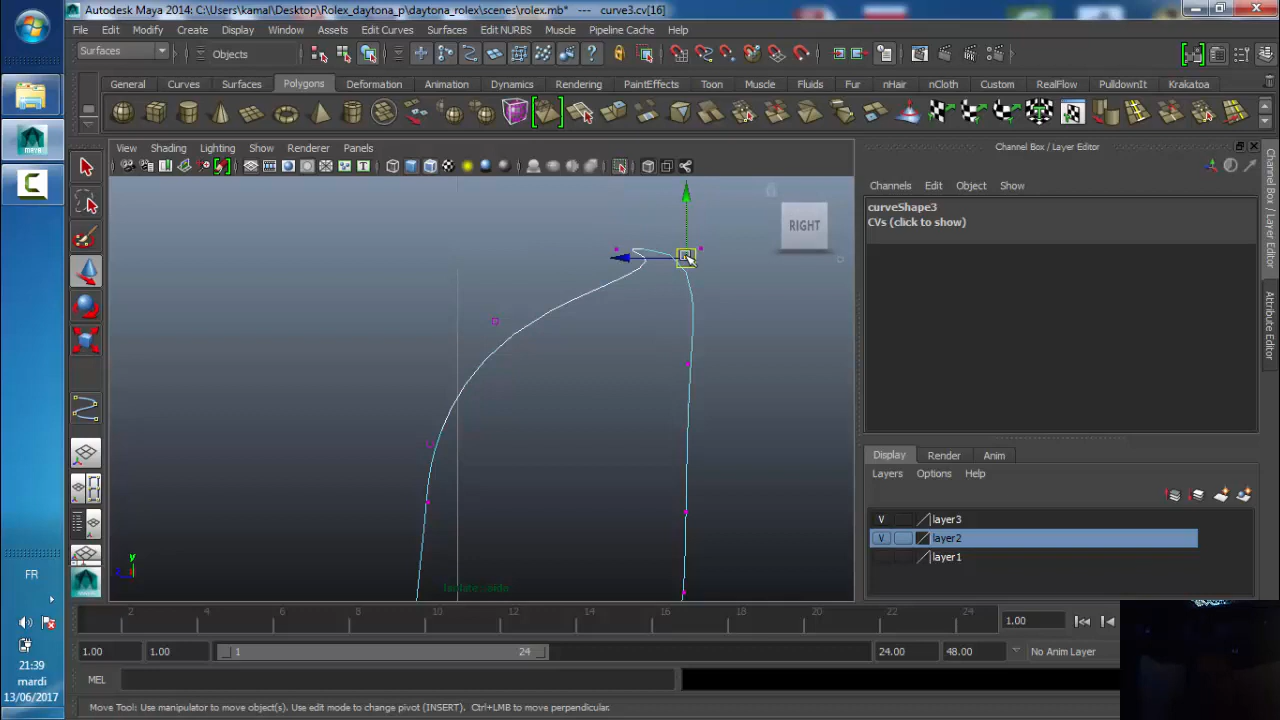 Autodesk Maya 2014: C:\Users\kamal\Desktop\Rolex_daytona_p\daytona_rolex\scenes\rolex.mb* --- curve3.cv[16]
File Edit Modify Create Display Window Assets Edit Curves Surfaces Edit NURBS Muscle Pipeline Cache
Surfaces Objects
General Curves Surfaces Polygons Deformation Animation Dynamics Rendering PaintEffects Toon Muscle Fluids Fur nHair nCloth Custom RealFlow PulldownIt Krakatoa
View Shading Lighting Show Renderer Panels
Channel Box / Layer Editor
Channels Edit Object Show
curveShape3
CVs (click to show)
RIGHT
Channel Box / Layer Editor
Attribute Editor
Display Render Anim
Layers Options Help
V layer3
V layer2
layer1
y
2 4 6 8 10 12 14 16 18 20 22 24
1.00
1.00 1.00 1 24 24.00 48.00 No Anim Layer
MEL
Move Tool: Use manipulator to move object(s). Use edit mode to change pivot (INSERT). Ctrl+LMB to move perpendicular.
FR
21:39
mardi
13/06/2017